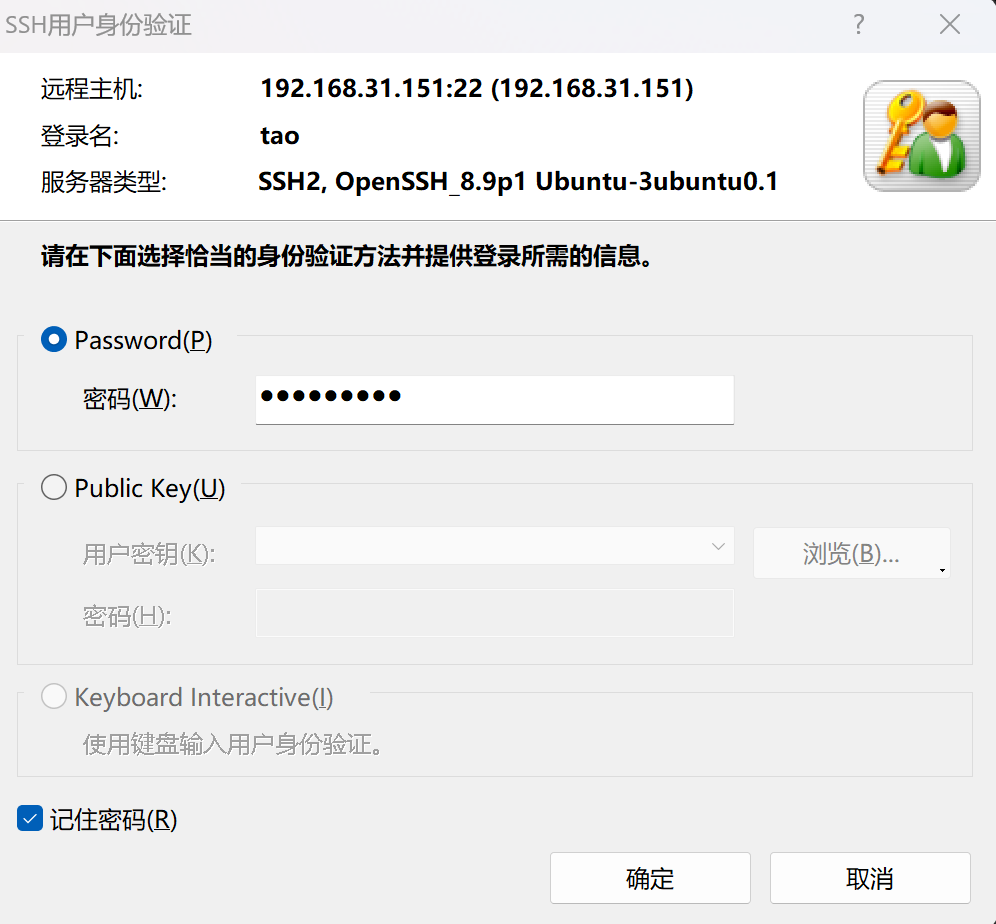 SSH用户身份验证
远程主机: 192.168.31.151:22 (192.168.31.151)
登录名: tao
服务器类型: SSH2, OpenSSH_8.9p1 Ubuntu-3ubuntu0.1
请在下面选择恰当的身份验证方法并提供登录所需的信息。
Password(P)
密码(W): ●●●●●●●●●
Public Key(U)
用户密钥(K): 浏览(B)...
密码(H):
Keyboard Interactive(I)
使用键盘输入用户身份验证。
记住密码(R)
确定 取消